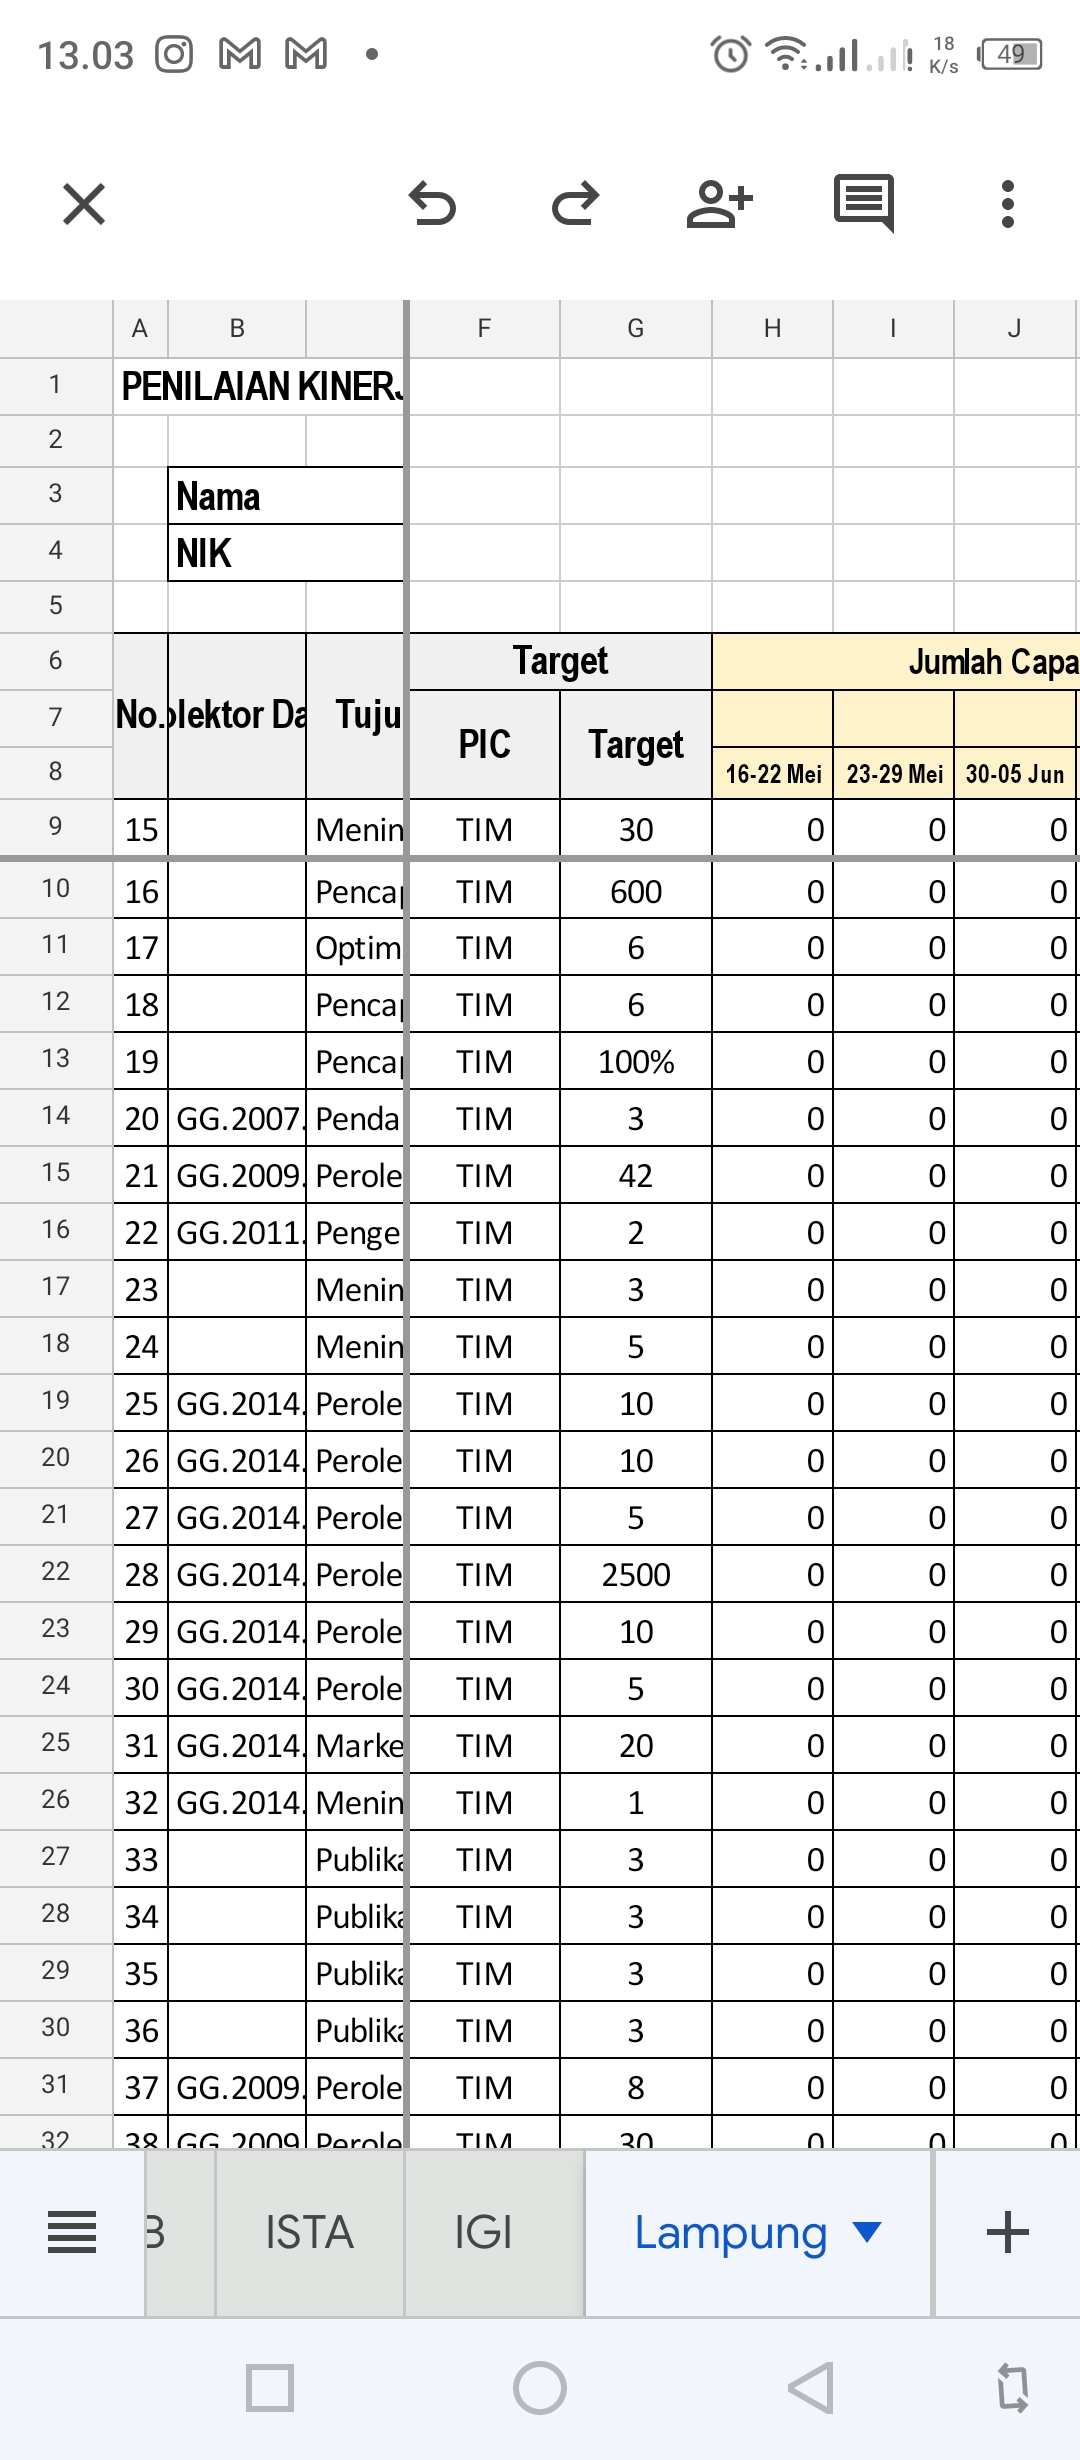 13.03 18 K/s 49
A B F G H I J
1 PENILAIAN KINERJ
2
3 Nama
4 NIK
5
6 Target Jumlah Capa
7 No. olektor Da Tuju PIC Target
8 16-22 Mei 23-29 Mei 30-05 Jun
9 15 Menin TIM 30 0 0 0
10 16 Pencap TIM 600 0 0 0
11 17 Optim TIM 6 0 0 0
12 18 Pencap TIM 6 0 0 0
13 19 Pencap TIM 100% 0 0 0
14 20 GG.2007. Penda TIM 3 0 0 0
15 21 GG.2009. Perole TIM 42 0 0 0
16 22 GG.2011. Penge TIM 2 0 0 0
17 23 Menin TIM 3 0 0 0
18 24 Menin TIM 5 0 0 0
19 25 GG.2014. Perole TIM 10 0 0 0
20 26 GG.2014. Perole TIM 10 0 0 0
21 27 GG.2014. Perole TIM 5 0 0 0
22 28 GG.2014. Perole TIM 2500 0 0 0
23 29 GG.2014. Perole TIM 10 0 0 0
24 30 GG.2014. Perole TIM 5 0 0 0
25 31 GG.2014. Marke TIM 20 0 0 0
26 32 GG.2014. Menin TIM 1 0 0 0
27 33 Publika TIM 3 0 0 0
28 34 Publika TIM 3 0 0 0
29 35 Publika TIM 3 0 0 0
30 36 Publika TIM 3 0 0 0
31 37 GG.2009. Perole TIM 8 0 0 0
32 38 GG.2009 Perole TIM 30 0 0 0
B ISTA IGI Lampung